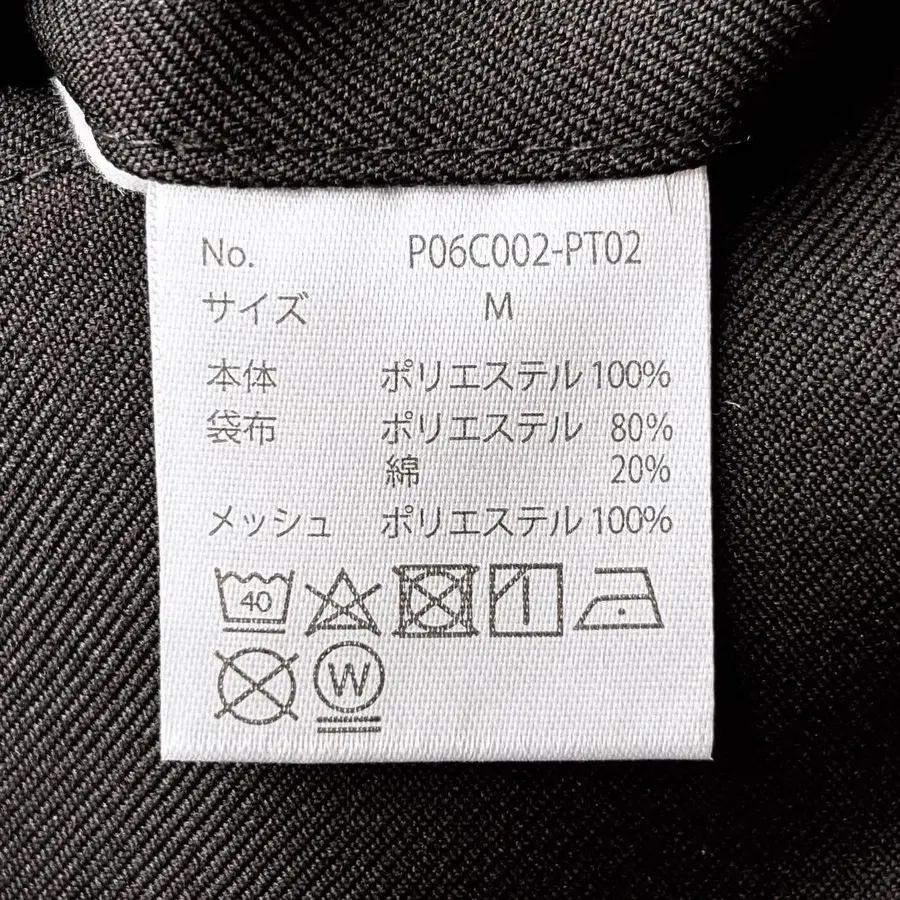 No. P06C002-PT02
サイズ M
本体 ポリエステル 100%
袋布 ポリエステル 80%
綿 20%
メッシュ ポリエステル 100%
40
W